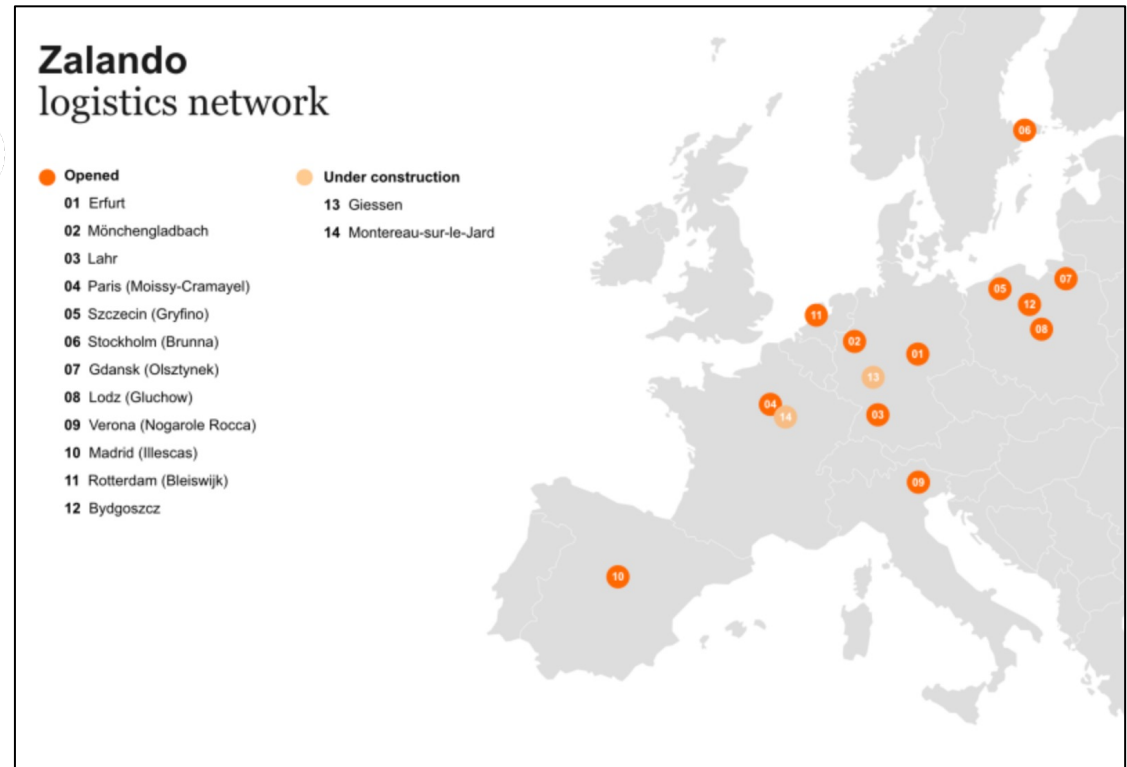 Zalando
logistics network
Opened
01 Erfurt
02 Mönchengladbach
03 Lahr
04 Paris (Moissy-Cramayel)
05 Szczecin (Gryfino)
06 Stockholm (Brunna)
07 Gdansk (Olsztynek)
08 Lodz (Gluchow)
09 Verona (Nogarole Rocca)
10 Madrid (Illescas)
11 Rotterdam (Bleiswijk)
12 Bydgoszcz
Under construction
13 Giessen
14 Montereau-sur-le-Jard
06
07
05
12
11
08
02
01
13
04
03
14
09
10